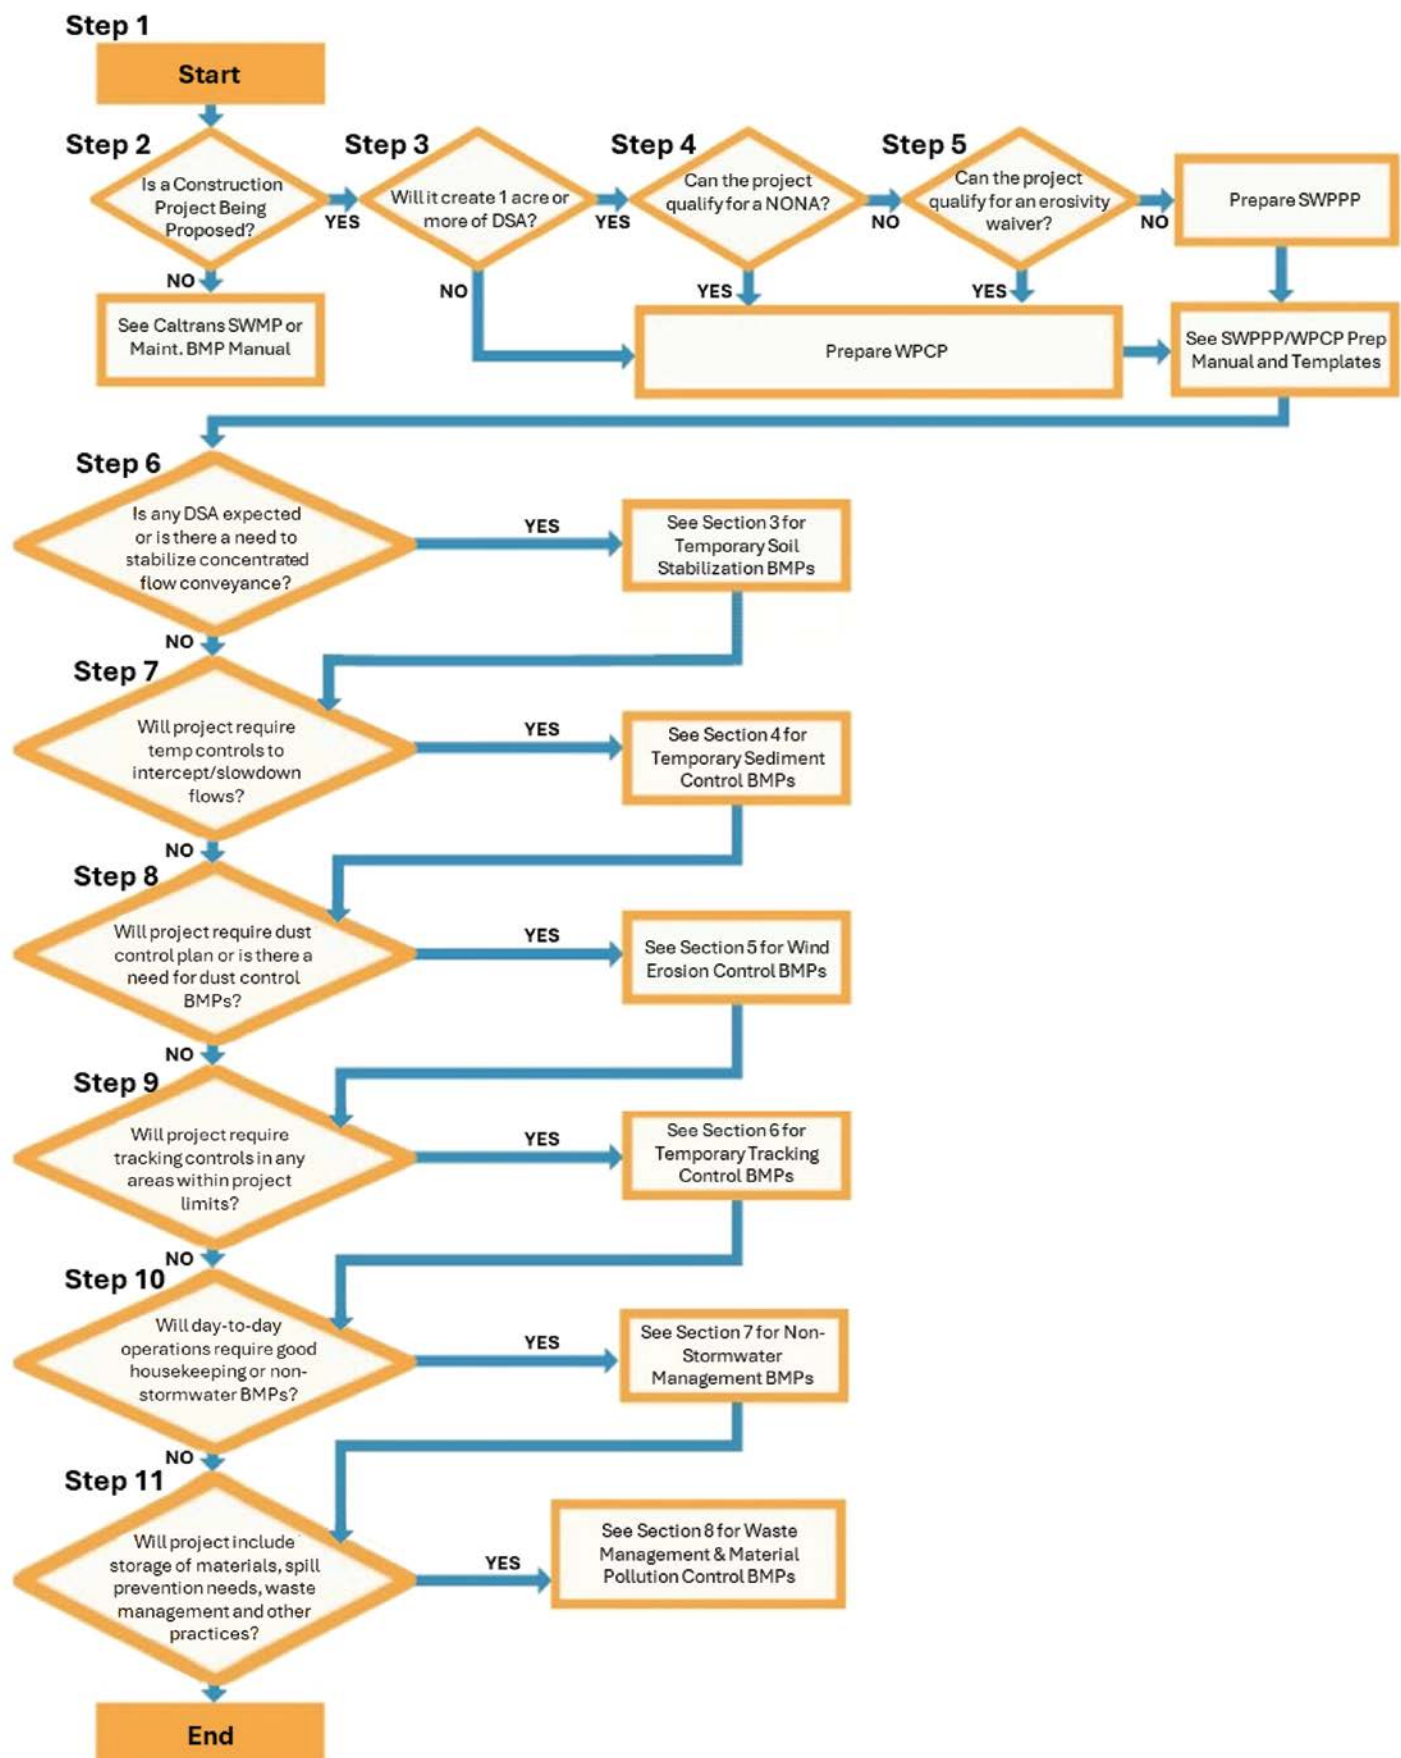 Step 1
Start
Step 2
Is a Construction
Project Being
Proposed?
YES
NO
See Caltrans SWMP or
Maint. BMP Manual
Step 3
Will it create 1 acre or
more of DSA?
YES
NO
Step 4
Can the project
qualify for a NONA?
NO
YES
Step 5
Can the project
qualify for an erosivity
waiver?
NO
YES
Prepare SWPPP
Prepare WPCP
See SWPPP/WPCP Prep
Manual and Templates
Step 6
Is any DSA expected
or is there a need to
stabilize concentrated
flow conveyance?
YES
See Section 3 for
Temporary Soil
Stabilization BMPs
NO
Step 7
Will project require
temp controls to
intercept/slowdown
flows?
YES
See Section 4 for
Temporary Sediment
Control BMPs
NO
Step 8
Will project require dust
control plan or is there a
need for dust control
BMPs?
YES
See Section 5 for Wind
Erosion Control BMPs
NO
Step 9
Will project require
tracking controls in any
areas within project
limits?
YES
See Section 6 for
Temporary Tracking
Control BMPs
NO
Step 10
Will day-to-day
operations require good
housekeeping or non-
stormwater BMPs?
YES
See Section 7 for Non-
Stormwater
Management BMPs
NO
Step 11
Will project include
storage of materials, spill
prevention needs, waste
management and other
practices?
YES
See Section 8 for Waste
Management & Material
Pollution Control BMPs
End